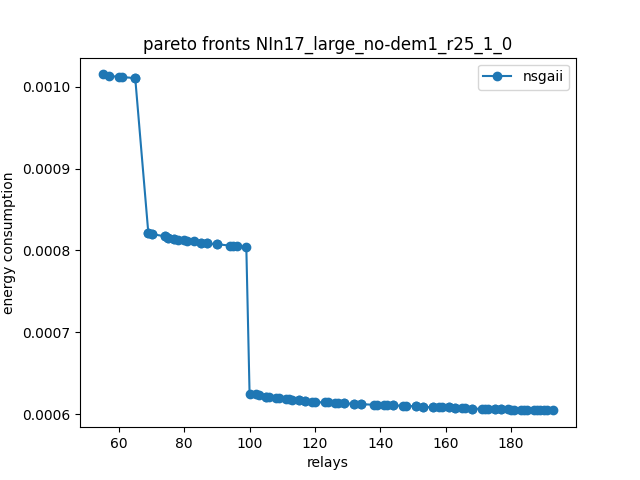 pareto fronts NIn17_large_no-dem1_r25_1_0
nsgaii
energy consumption
0.0010
0.0009
0.0008
0.0007
0.0006
60 80 100 120 140 160 180
relays